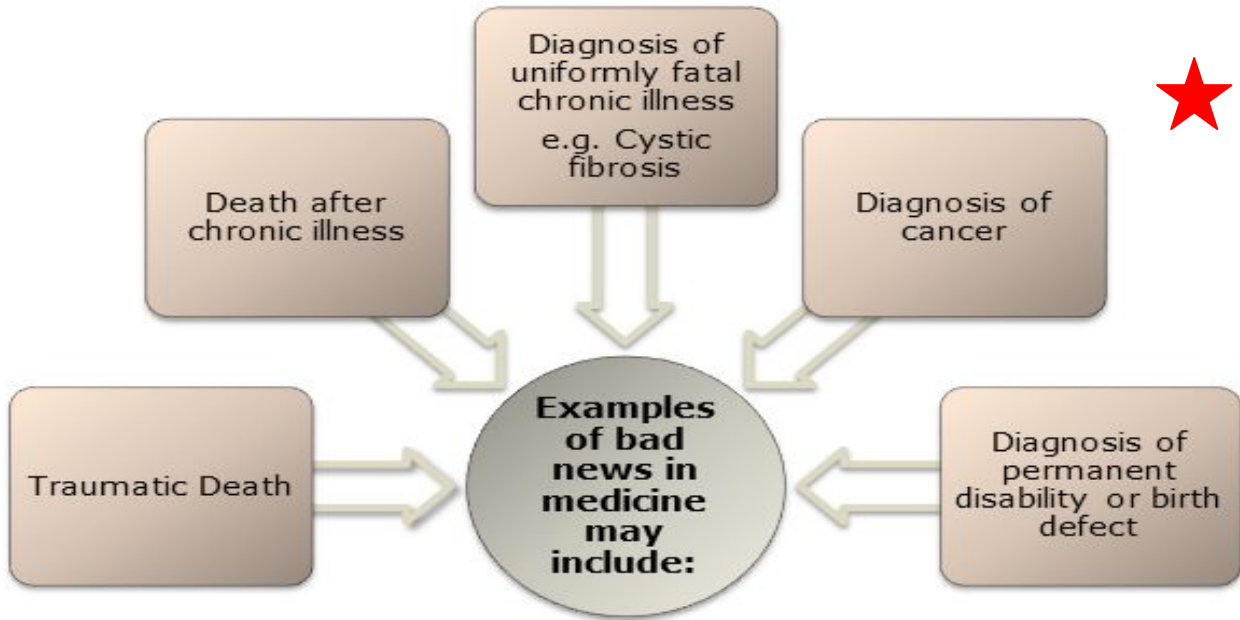 Diagnosis of
uniformly fatal
chronic illness
e.g. Cystic
fibrosis
Death after
chronic illness
Diagnosis of
cancer
Traumatic Death
Examples
of bad
news in
medicine
may
include:
Diagnosis of
permanent
disability or birth
defect